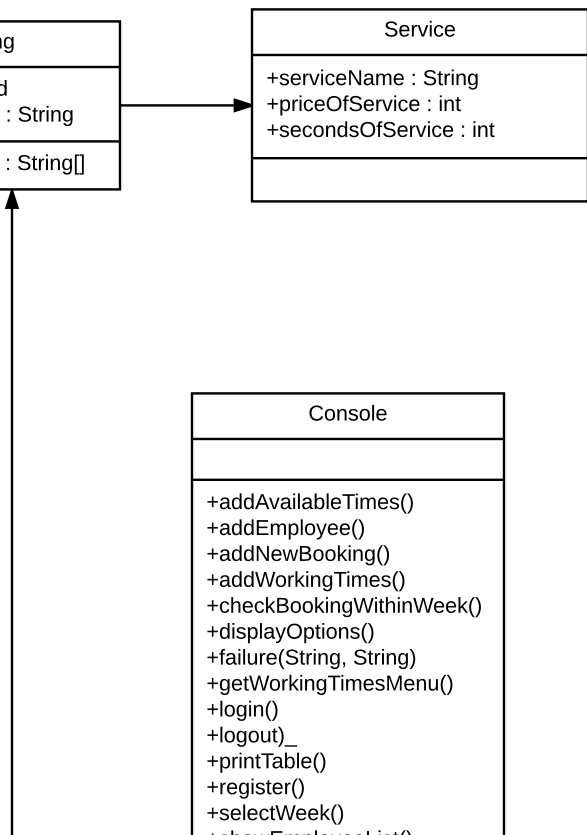 ng
d
: String
: String[]
Service
+serviceName : String
+priceOfService : int
+secondsOfService : int
Console
+addAvailableTimes()
+addEmployee()
+addNewBooking()
+addWorkingTimes()
+checkBookingWithinWeek()
+displayOptions()
+failure(String, String)
+getWorkingTimesMenu()
+login()
+logout)_
+printTable()
+register()
+selectWeek()
+showEmployeeList()